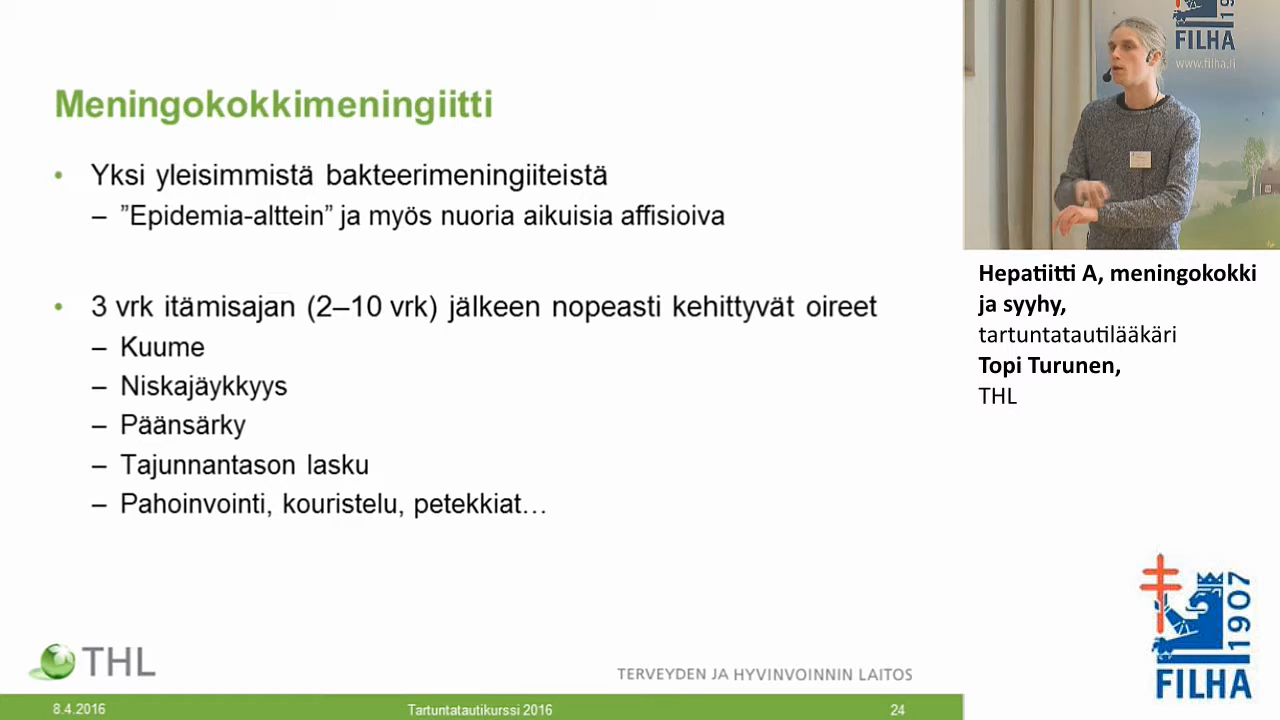 Meningokokkimeningiitti
• Yksi yleisimmistä bakteerimeningiiteistä
– ”Epidemia-alttein” ja myös nuoria aikuisia affisioiva
• 3 vrk itämisajan (2–10 vrk) jälkeen nopeasti kehittyvät oireet
– Kuume
– Niskajäykkyys
– Päänsärky
– Tajunnantason lasku
– Pahoinvointi, kouristelu, petekkiat…
THL
TERVEYDEN JA HYVINVOINNIN LAITOS
8.4.2016
Tartuntatautikurssi 2016
24
FILHA
www.filha.fi
Hepatiitti A, meningokokki
ja syyhy,
tartuntatautilääkäri
Topi Turunen,
THL
1907
FILHA